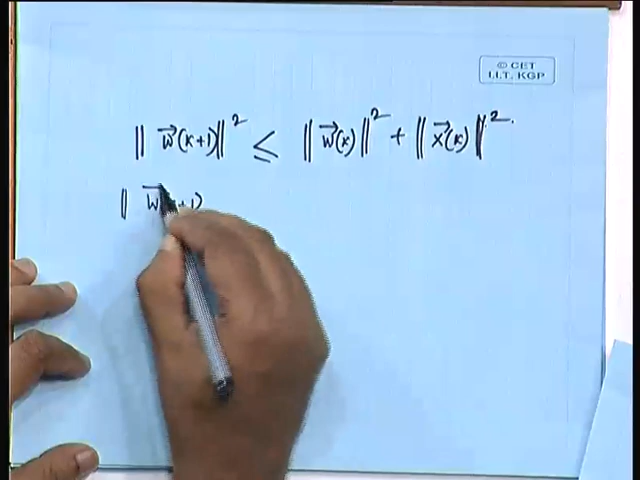 © CET
I.I.T. KGP
‖ w⃗(k+1)‖² ≤ ‖ w⃗(k)‖² + ‖ x⃗(k)‖².
‖ w⃗